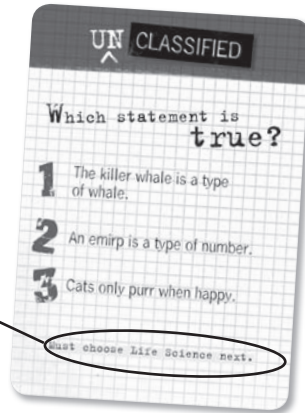 UN CLASSIFIED
Which statement is
true?
1 The killer whale is a type
of whale.
2 An emirp is a type of number.
3 Cats only purr when happy.
Must choose Life Science next.